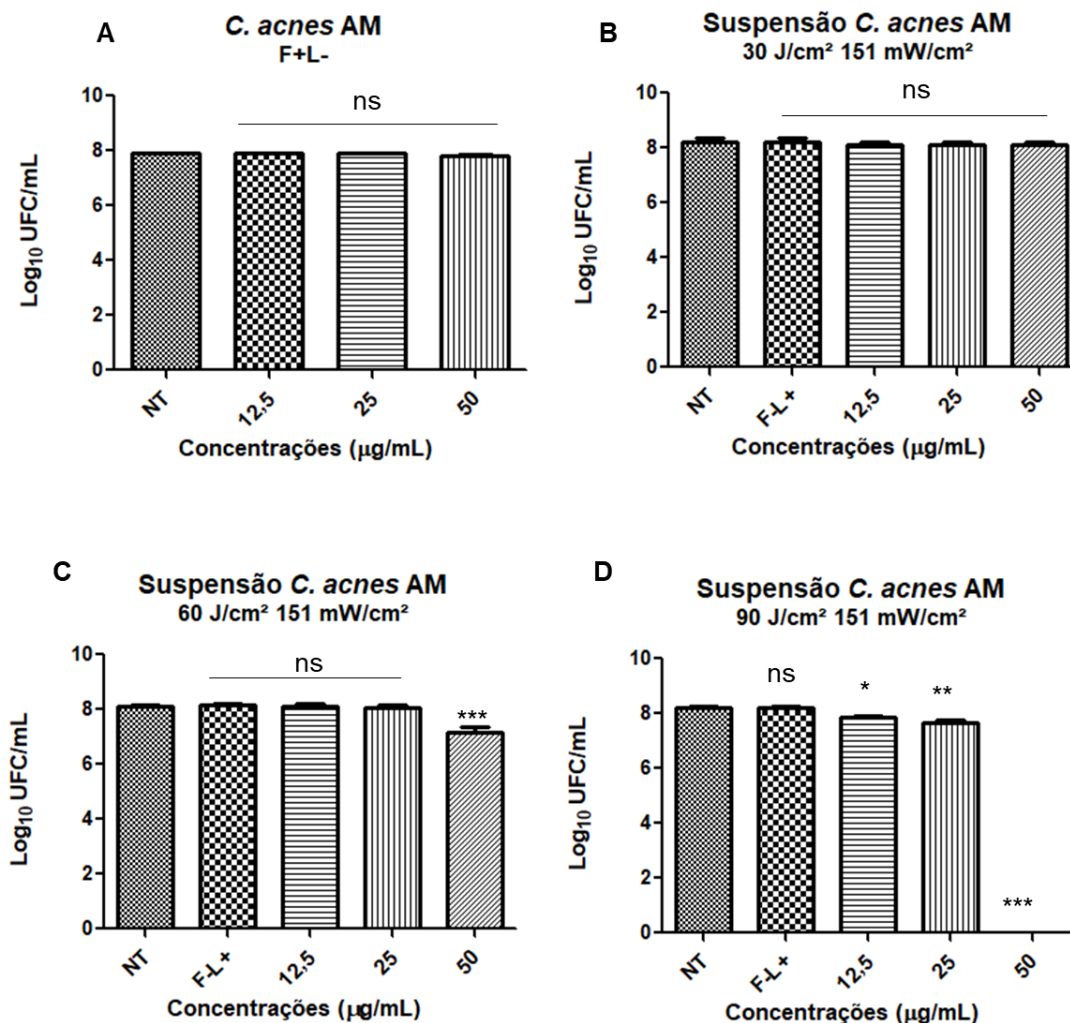 A
C. acnes AM
F+L-
ns
10
8
6
4
2
0
Log₁₀ UFC/mL
NT
12,5
25
50
Concentrações (µg/mL)
B
Suspensão C. acnes AM
30 J/cm² 151 mW/cm²
ns
10
8
6
4
2
0
Log₁₀ UFC/mL
NT
F-L+
12,5
25
50
Concentrações (µg/mL)
C
Suspensão C. acnes AM
60 J/cm² 151 mW/cm²
ns
***
10
8
6
4
2
0
Log₁₀ UFC/mL
NT
F-L+
12,5
25
50
Concentrações (µg/mL)
D
Suspensão C. acnes AM
90 J/cm² 151 mW/cm²
ns
*
**
***
10
8
6
4
2
0
Log₁₀ UFC/mL
NT
F-L+
12,5
25
50
Concentrações (µg/mL)